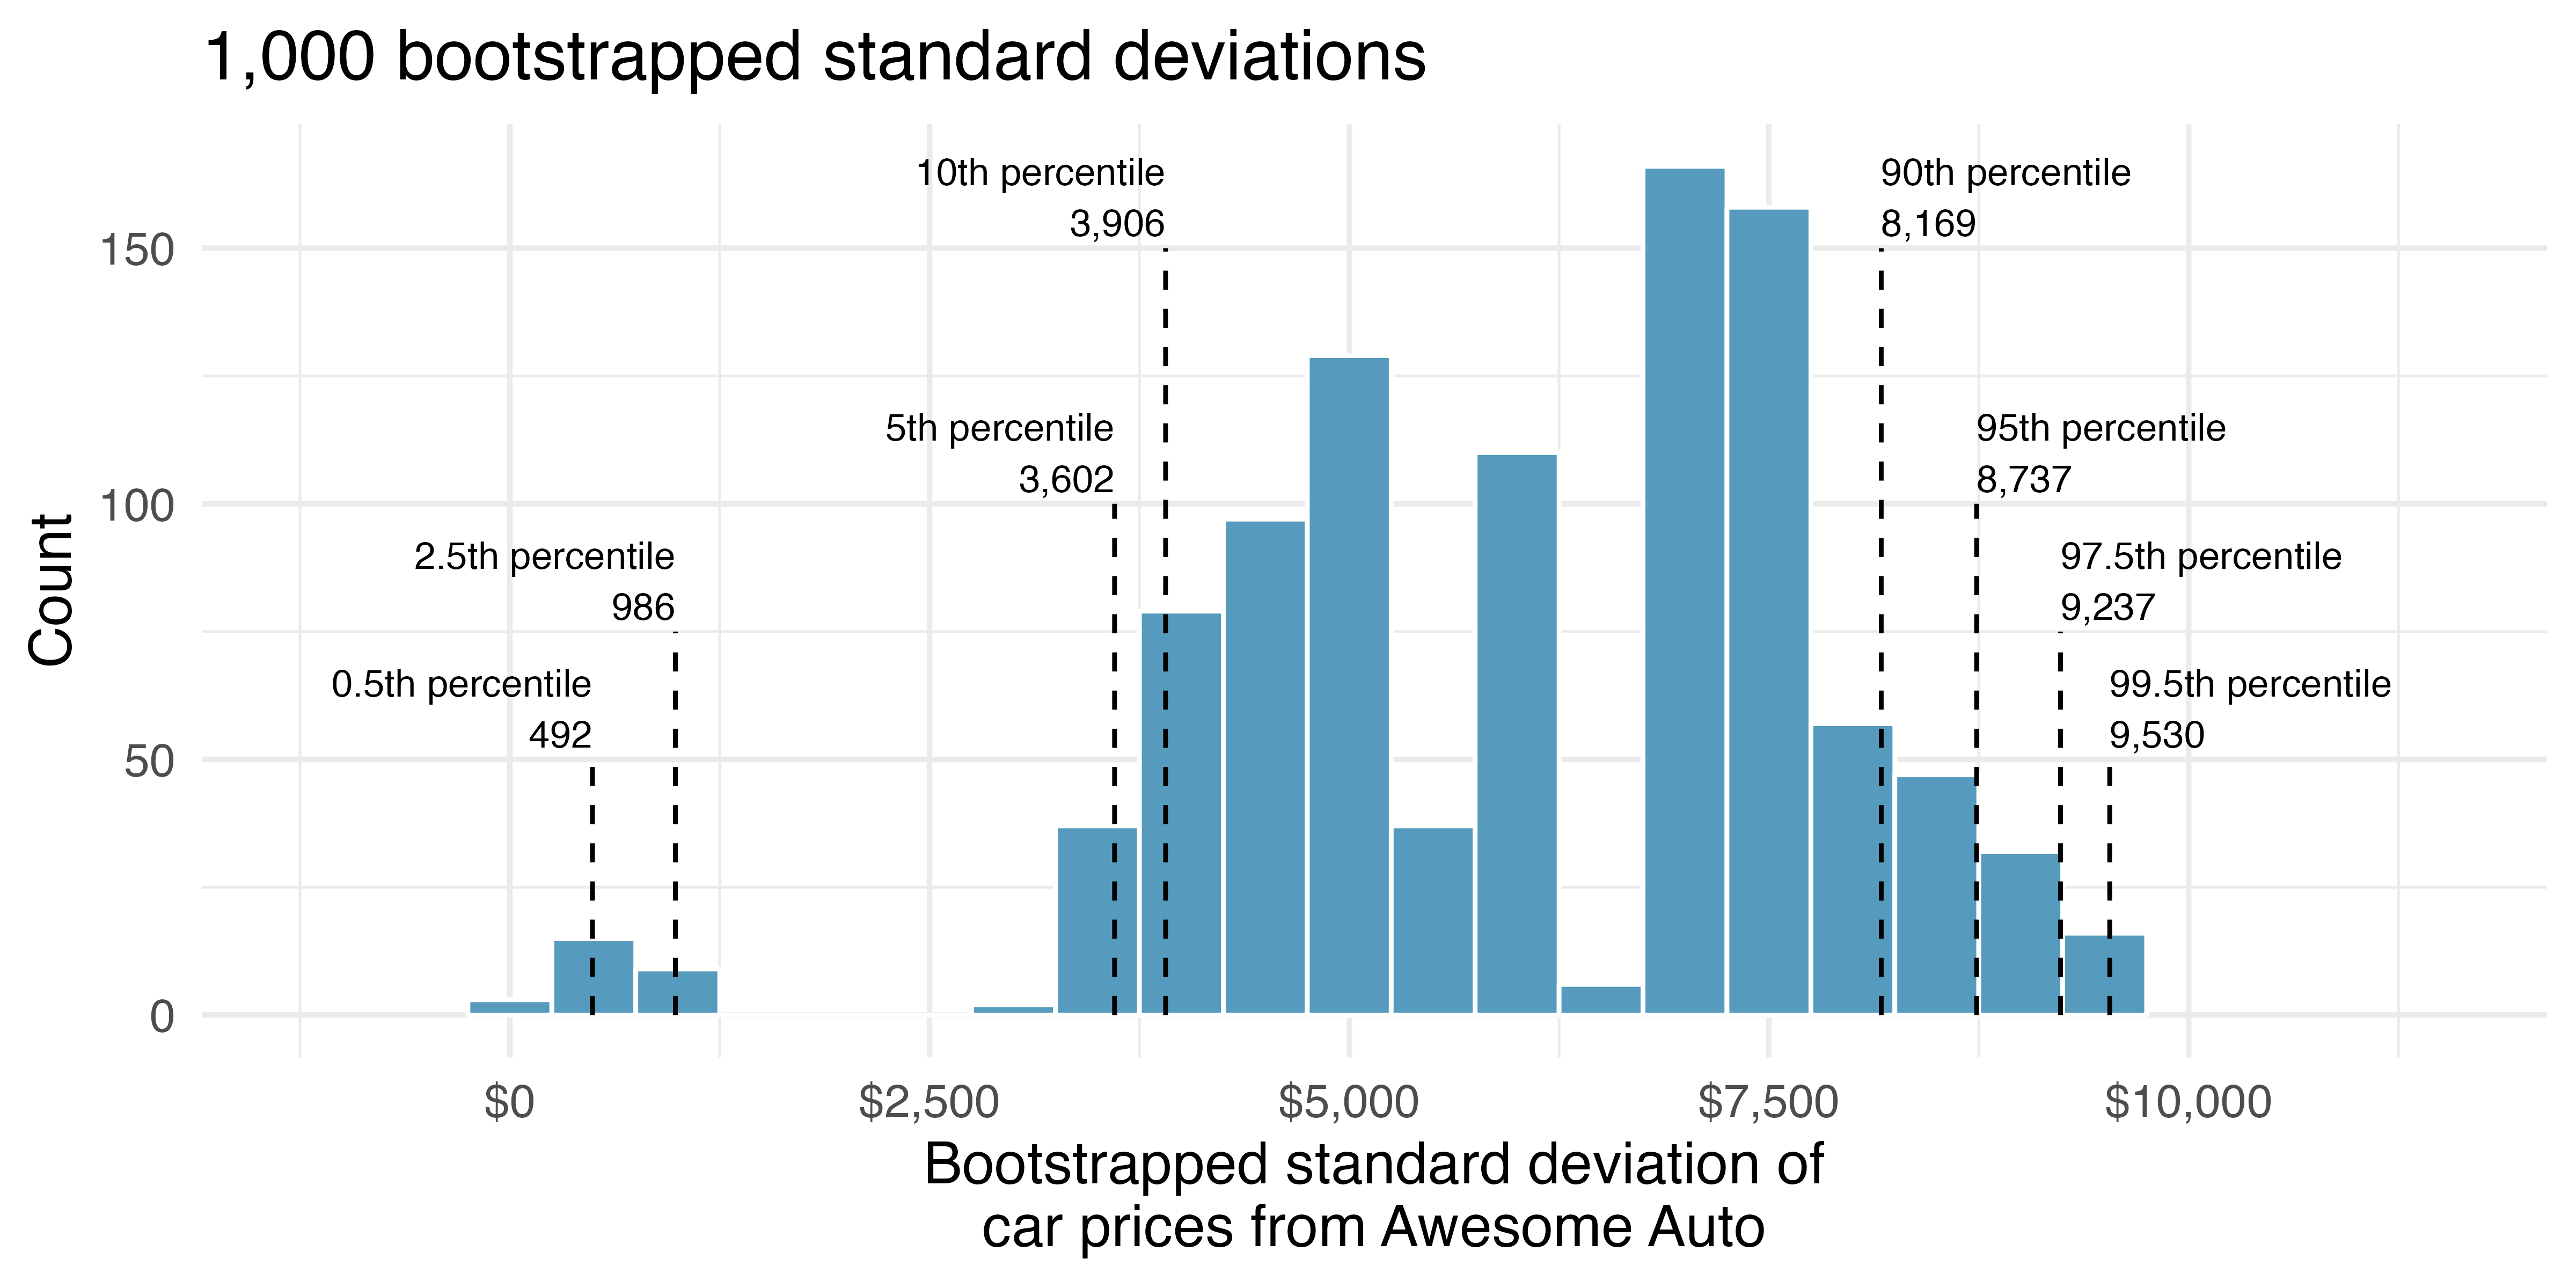 1,000 bootstrapped standard deviations
10th percentile
3,906
90th percentile
8,169
5th percentile
3,602
95th percentile
8,737
2.5th percentile
986
97.5th percentile
9,237
0.5th percentile
492
99.5th percentile
9,530
Count
150
100
50
0
$0
$2,500
$5,000
$7,500
$10,000
Bootstrapped standard deviation of
car prices from Awesome Auto